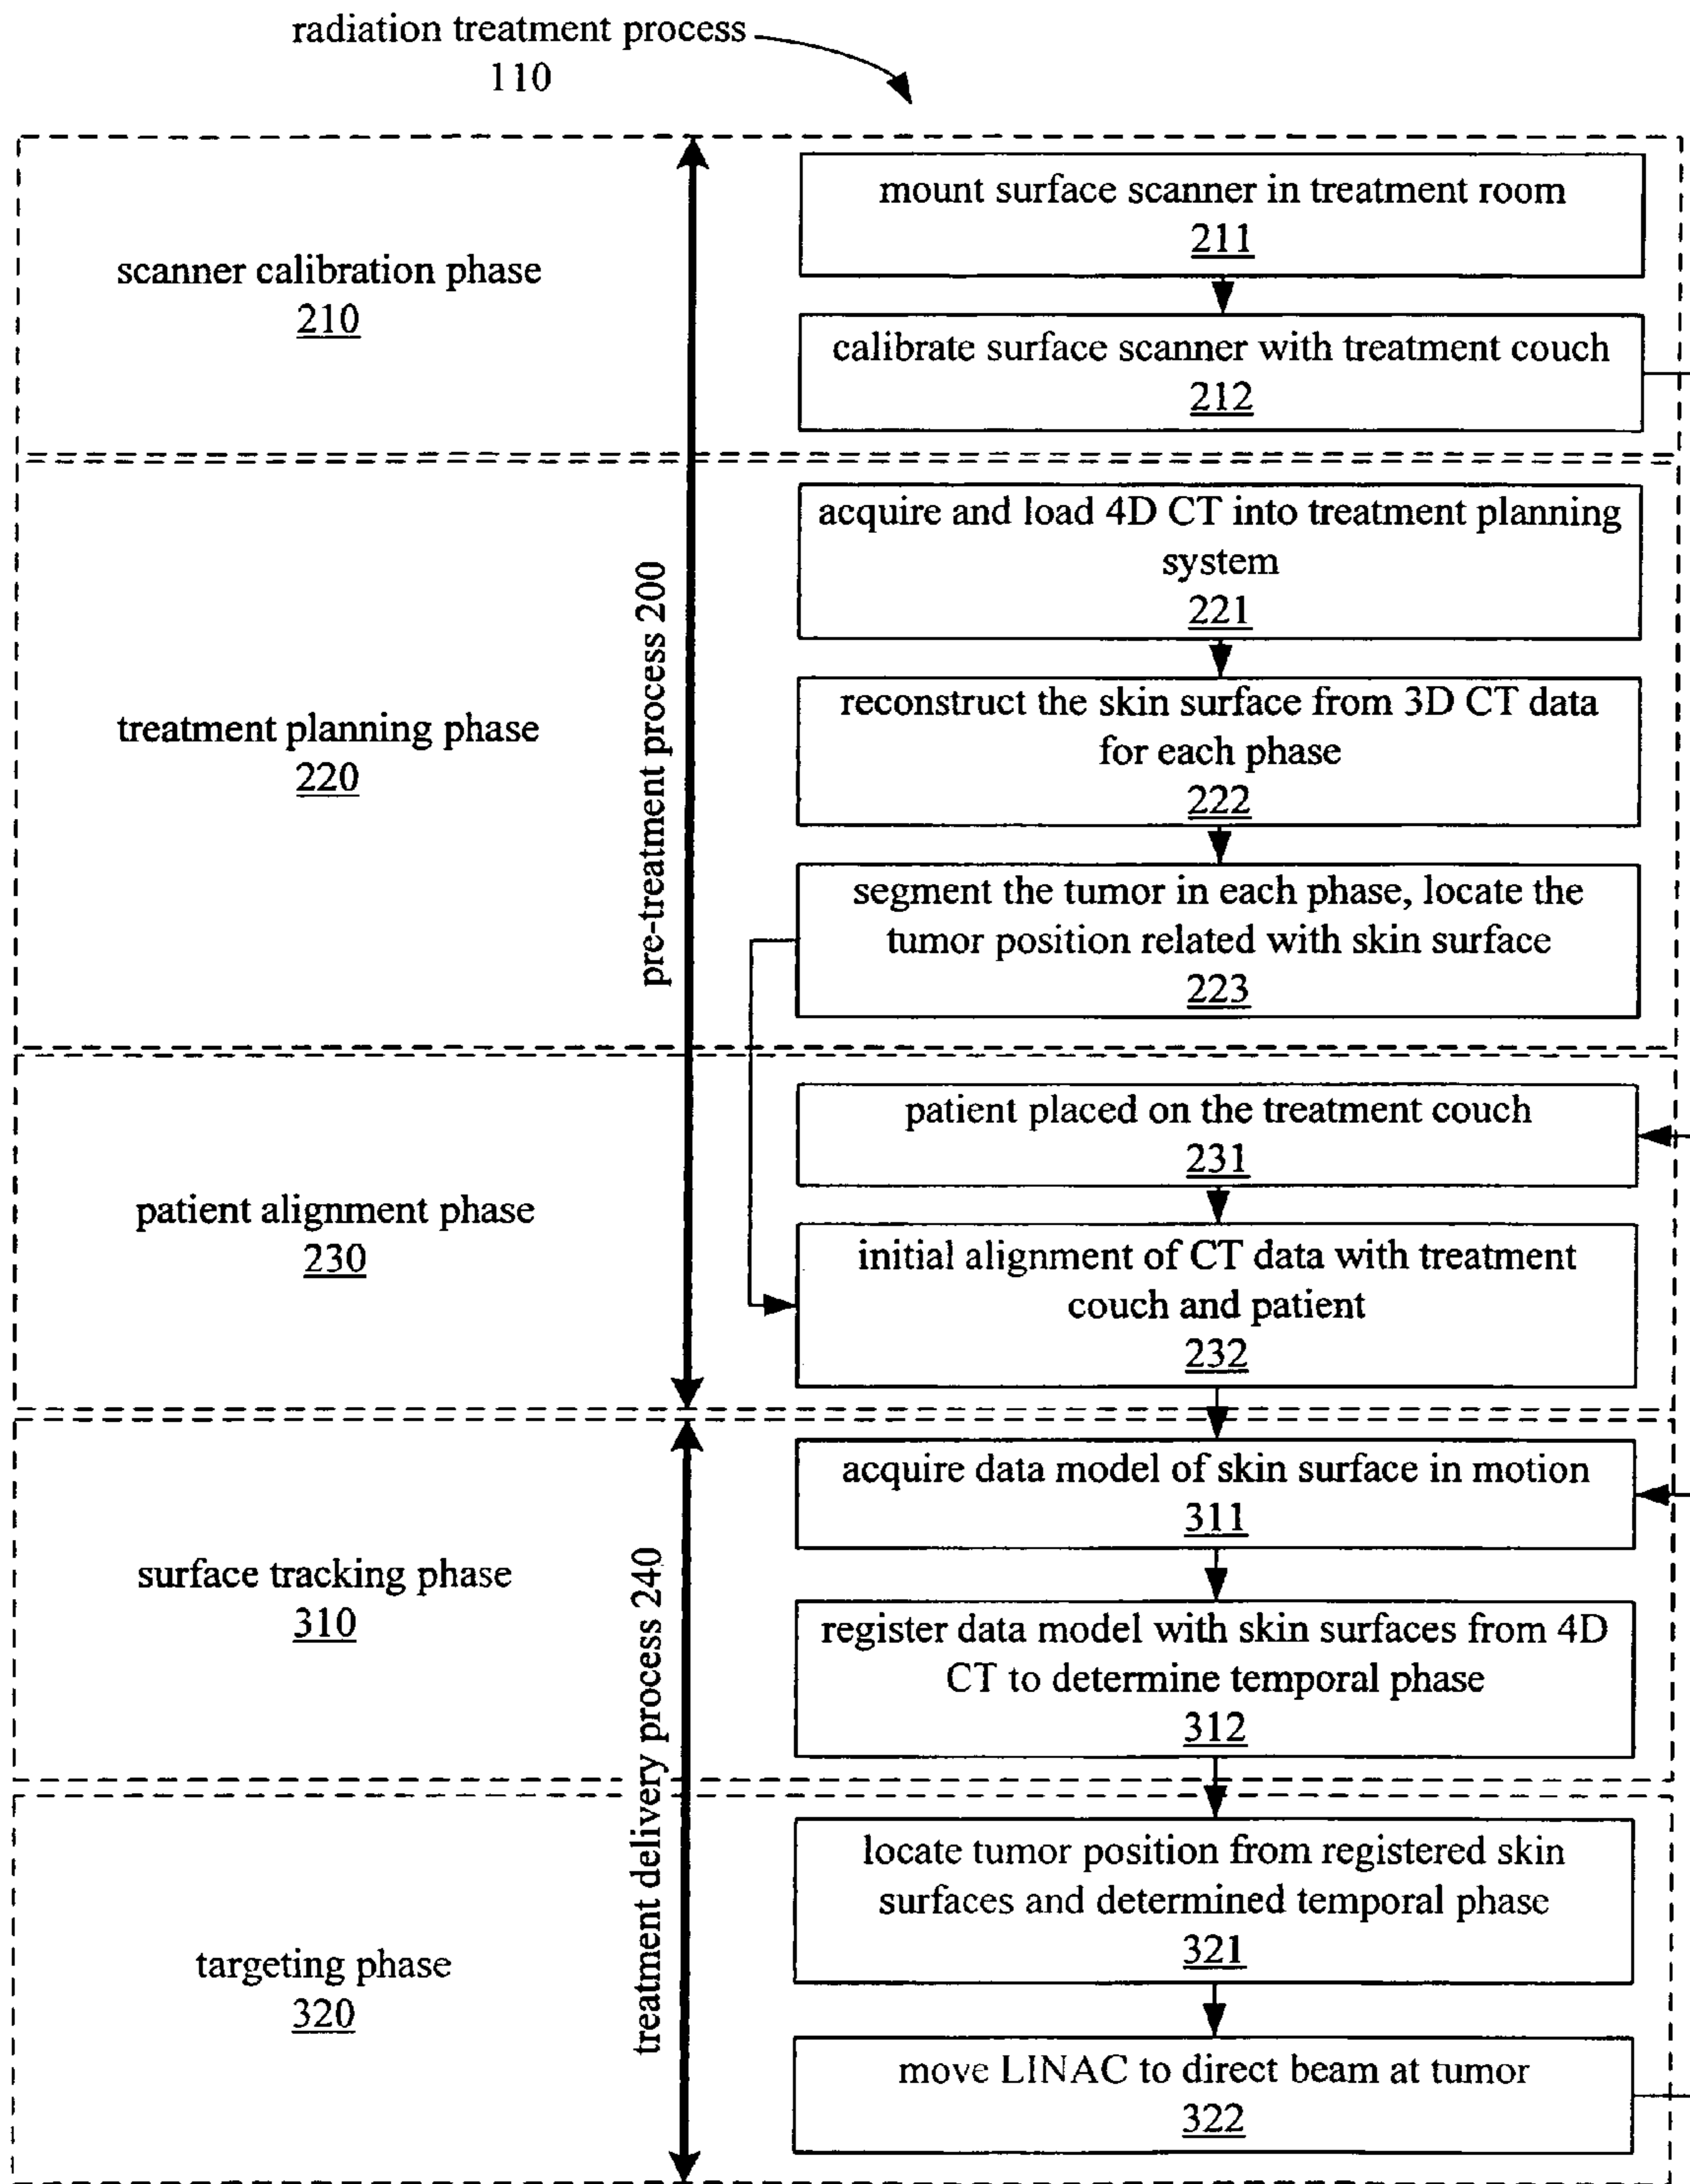 radiation treatment process
110
scanner calibration phase
210
mount surface scanner in treatment room
211
calibrate surface scanner with treatment couch
212
pre-treatment process 200
treatment planning phase
220
acquire and load 4D CT into treatment planning
system
221
reconstruct the skin surface from 3D CT data
for each phase
222
segment the tumor in each phase, locate the
tumor position related with skin surface
223
patient alignment phase
230
patient placed on the treatment couch
231
initial alignment of CT data with treatment
couch and patient
232
treatment delivery process 240
surface tracking phase
310
acquire data model of skin surface in motion
311
register data model with skin surfaces from 4D
CT to determine temporal phase
312
targeting phase
320
locate tumor position from registered skin
surfaces and determined temporal phase
321
move LINAC to direct beam at tumor
322